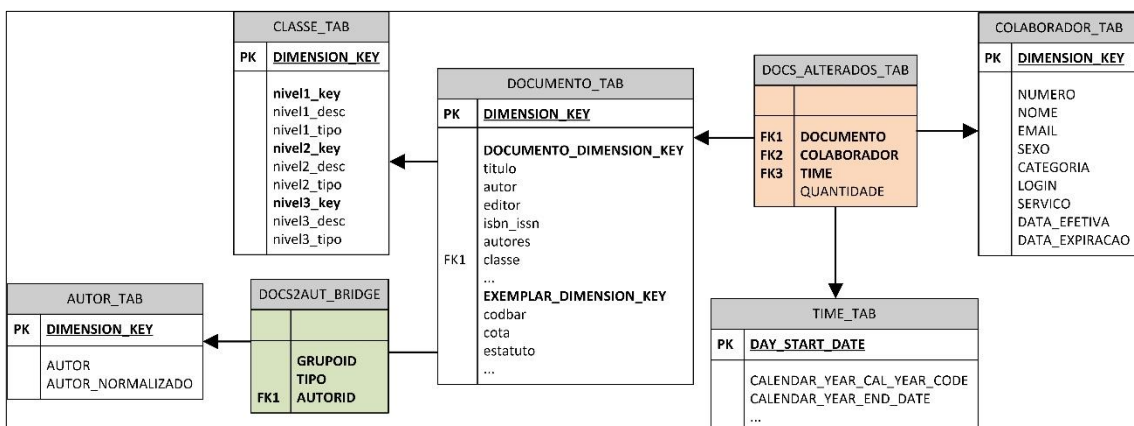 CLASSE_TAB
PK DIMENSION_KEY
nivel1_key
nivel1_desc
nivel1_tipo
nivel2_key
nivel2_desc
nivel2_tipo
nivel3_key
nivel3_desc
nivel3_tipo
DOCUMENTO_TAB
PK DIMENSION_KEY
DOCUMENTO_DIMENSION_KEY
titulo
autor
editor
isbn_issn
autores
FK1 classe
...
EXEMPLAR_DIMENSION_KEY
codbar
cota
estatuto
...
DOCS_ALTERADOS_TAB
FK1 DOCUMENTO
FK2 COLABORADOR
FK3 TIME
QUANTIDADE
COLABORADOR_TAB
PK DIMENSION_KEY
NUMERO
NOME
EMAIL
SEXO
CATEGORIA
LOGIN
SERVICO
DATA_EFETIVA
DATA_EXPIRACAO
AUTOR_TAB
PK DIMENSION_KEY
AUTOR
AUTOR_NORMALIZADO
DOCS2AUT_BRIDGE
GRUPOID
TIPO
FK1 AUTORID
TIME_TAB
PK DAY_START_DATE
CALENDAR_YEAR_CAL_YEAR_CODE
CALENDAR_YEAR_END_DATE
...